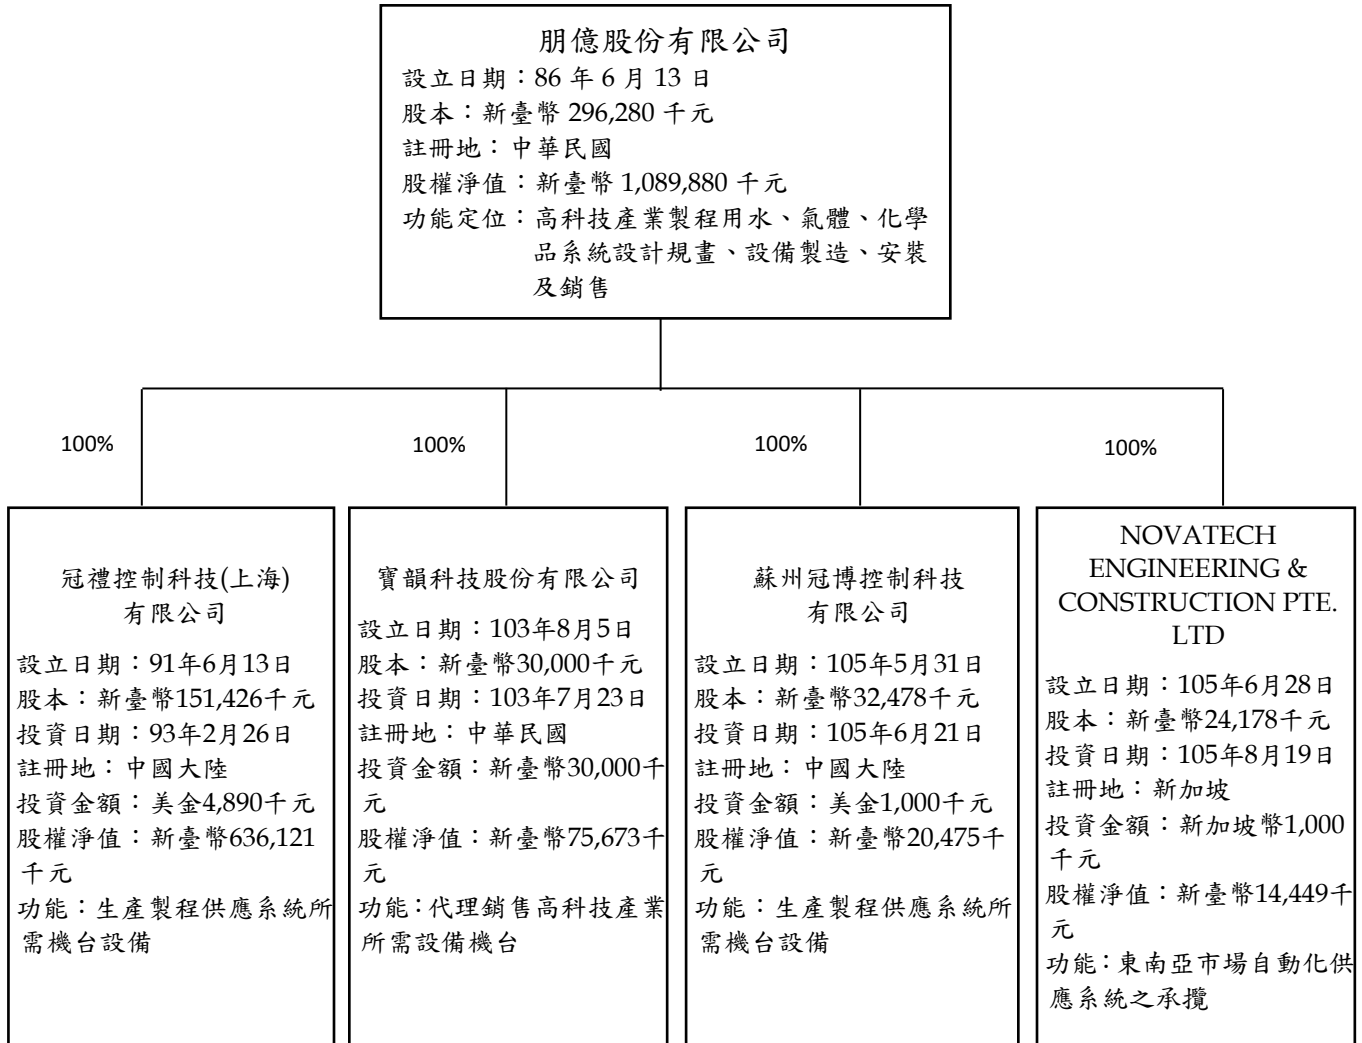 朋億股份有限公司
設立日期：86 年 6 月 13 日
股本：新臺幣 296,280 千元
註冊地：中華民國
股權淨值：新臺幣 1,089,880 千元
功能定位：高科技產業製程用水、氣體、化學
品系統設計規畫、設備製造、安裝
及銷售
100%
100%
100%
100%
冠禮控制科技(上海)
有限公司
設立日期：91年6月13日
股本：新臺幣151,426千元
投資日期：93年2月26日
註冊地：中國大陸
投資金額：美金4,890千元
股權淨值：新臺幣636,121
千元
功能：生產製程供應系統所
需機台設備
寶韻科技股份有限公司
設立日期：103年8月5日
股本：新臺幣30,000千元
投資日期：103年7月23日
註冊地：中華民國
投資金額：新臺幣30,000千
元
股權淨值：新臺幣75,673千
元
功能：代理銷售高科技產業
所需設備機台
蘇州冠博控制科技
有限公司
設立日期：105年5月31日
股本：新臺幣32,478千元
投資日期：105年6月21日
註冊地：中國大陸
投資金額：美金1,000千元
股權淨值：新臺幣20,475千
元
功能：生產製程供應系統所
需機台設備
NOVATECH
ENGINEERING &
CONSTRUCTION PTE.
LTD
設立日期：105年6月28日
股本：新臺幣24,178千元
投資日期：105年8月19日
註冊地：新加坡
投資金額：新加坡幣1,000
千元
股權淨值：新臺幣14,449千
元
功能：東南亞市場自動化供
應系統之承攬